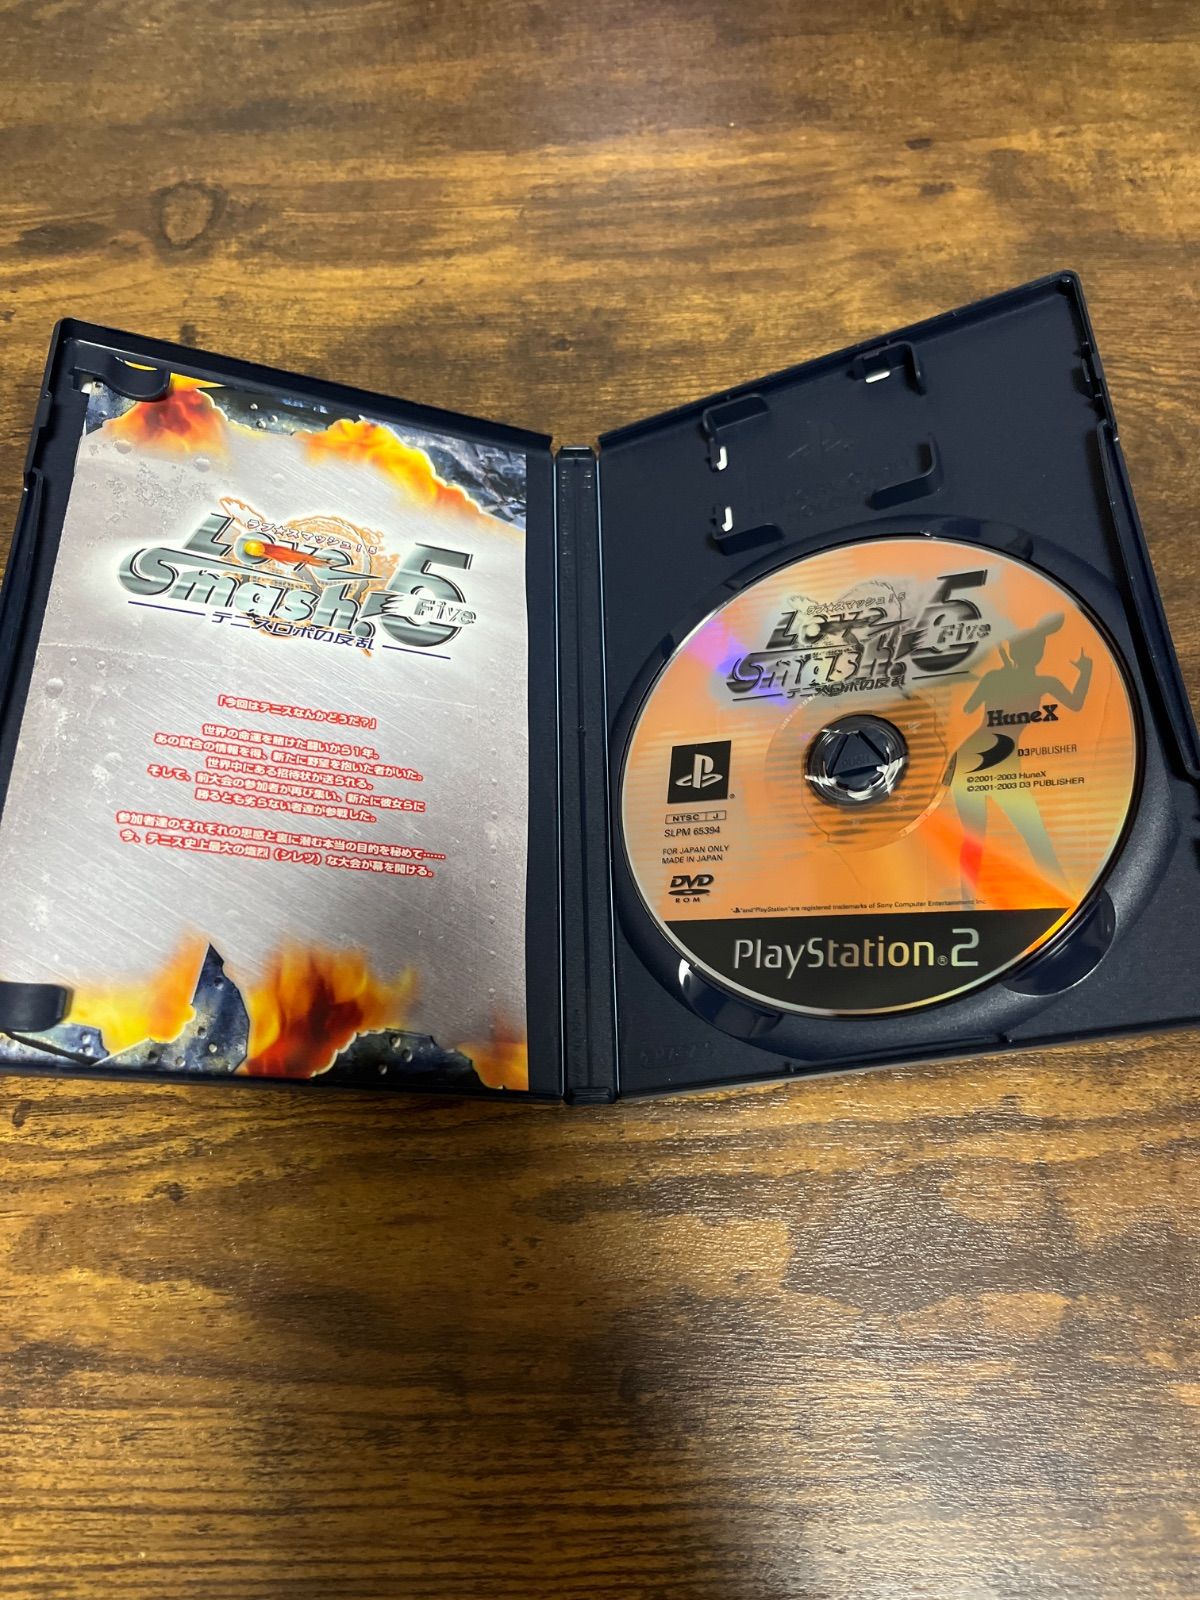 ラブ★スマッシュ!5
Love
Smash! 5
Five
テニスロボの反乱
「今回はテニスなんかどうだ?」
世界の命運を賭けた闘いから1年。
あの試合の情報を得、新たに野望を抱いた者がいた。
世界中にある招待状が送られる。
そして、前大会の参加者が再び集い、新たに彼女らに
勝るとも劣らない者達が参戦した。
参加者達のそれぞれの思惑と裏に潜む本当の目的を秘めて……
今、テニス史上最大の熾烈(シレツ)な大会が幕を開ける。
ラブ★スマッシュ!5
Love
Smash! 5
Five
テニスロボの反乱
HuneX
D3PUBLISHER
©2001-2003 HuneX
©2001-2003 D3 PUBLISHER
NTSC J
SLPM 65394
FOR JAPAN ONLY
MADE IN JAPAN
DVD
ROM
"and"PlayStation"are registered trademarks of Sony Computer Entertainment Inc.
PlayStation®2